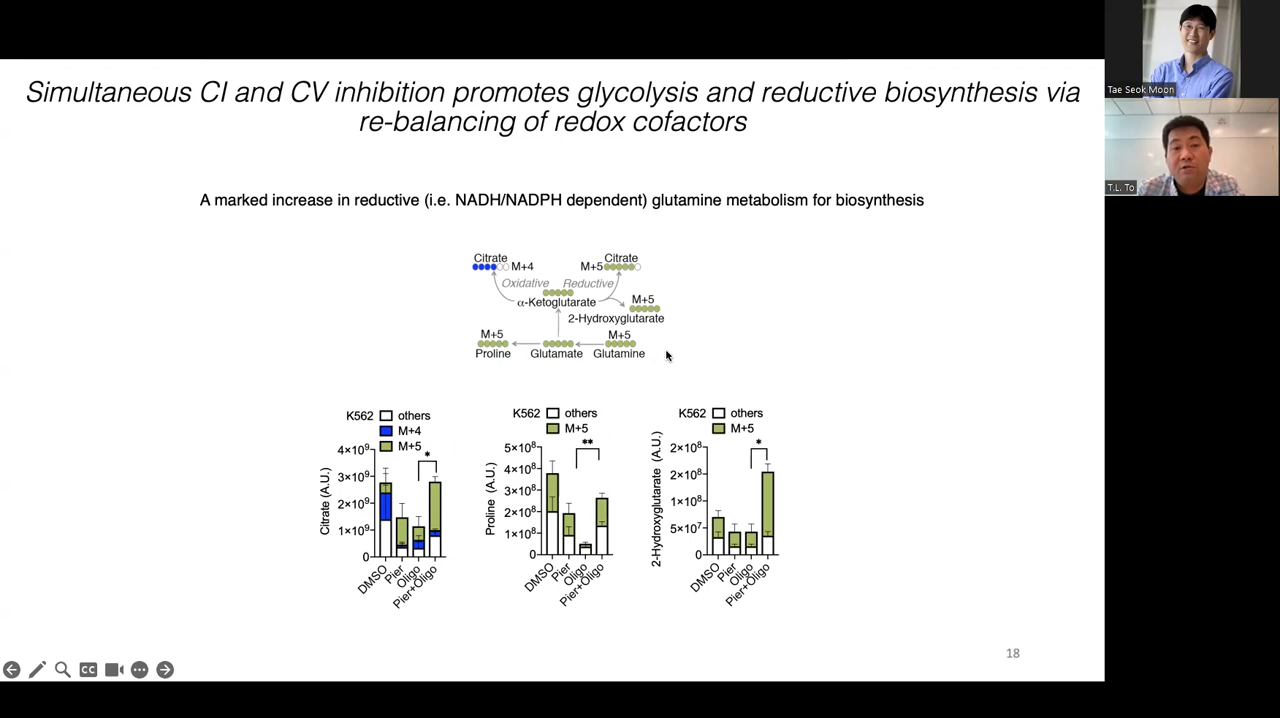 Simultaneous CI and CV inhibition promotes glycolysis and reductive biosynthesis via
re-balancing of redox cofactors
A marked increase in reductive (i.e. NADH/NADPH dependent) glutamine metabolism for biosynthesis
Citrate
M+4
M+5
Citrate
Oxidative
Reductive
α-Ketoglutarate
M+5
2-Hydroxyglutarate
M+5
M+5
Proline
Glutamate
Glutamine
K562
others
M+4
M+5
Citrate (A.U.)
4×10⁹
3×10⁹
2×10⁹
1×10⁹
0
*
DMSO
Pier
Oligo
Pier+Oligo
K562
others
M+5
Proline (A.U.)
5×10⁸
4×10⁸
3×10⁸
2×10⁸
1×10⁸
0
**
DMSO
Pier
Oligo
Pier+Oligo
K562
others
M+5
2-Hydroxyglutarate (A.U.)
2×10⁸
2×10⁸
1×10⁸
5×10⁷
0
*
DMSO
Pier
Oligo
Pier+Oligo
18
CC
Tae Seok Moon
T.L. To